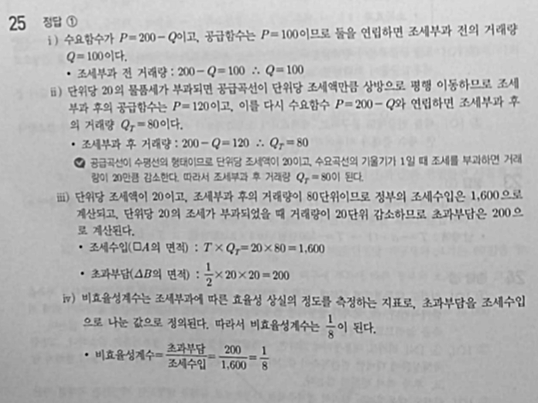 25 정답 ①
ⅰ) 수요함수가 P=200-Q이고, 공급함수는 P=100이므로 둘을 연립하면 조세부과 전의 거래량
Q=100이다.
• 조세부과 전 거래량 : 200-Q=100 ∴ Q=100
ⅱ) 단위당 20의 물품세가 부과되면 공급곡선이 단위당 조세액만큼 상방으로 평행 이동하므로 조세
부과 후의 공급함수는 P=120이고, 이를 다시 수요함수 P=200-Q와 연립하면 조세부과 후
의 거래량 Q_T=80이다.
• 조세부과 후 거래량 : 200-Q=120 ∴ Q_T=80
공급곡선이 수평선의 형태이므로 단위당 조세액이 20이고, 수요곡선의 기울기가 1일 때 조세를 부과하면 거래
량이 20만큼 감소한다. 따라서 조세부과 후 거래량 Q_T=80이 된다.
ⅲ) 단위당 조세액이 20이고, 조세부과 후의 거래량이 80단위이므로 정부의 조세수입은 1,600으로
계산되고, 단위당 20의 조세가 부과되었을 때 거래량이 20단위 감소하므로 초과부담은 200으
로 계산된다.
• 조세수입(□A의 면적) : T×Q_T=20×80=1,600
• 초과부담(△B의 면적) : 1/2×20×20=200
ⅳ) 비효율성계수는 조세부과에 따른 효율성 상실의 정도를 측정하는 지표로, 초과부담을 조세수입
으로 나눈 값으로 정의된다. 따라서 비효율성계수는 1/8이 된다.
• 비효율성계수=초과부담/조세수입=200/1,600=1/8